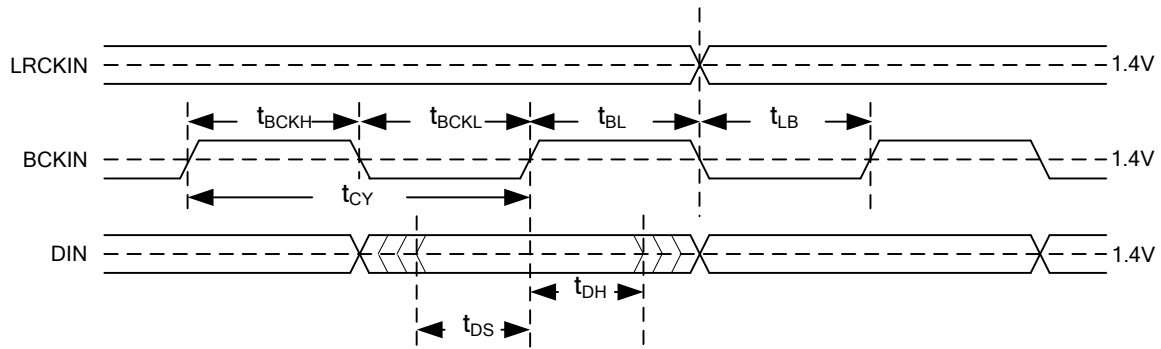 LRCKIN
1.4V
tBCKH
tBCKL
tBL
tLB
BCKIN
1.4V
tCY
DIN
1.4V
tDH
tDS